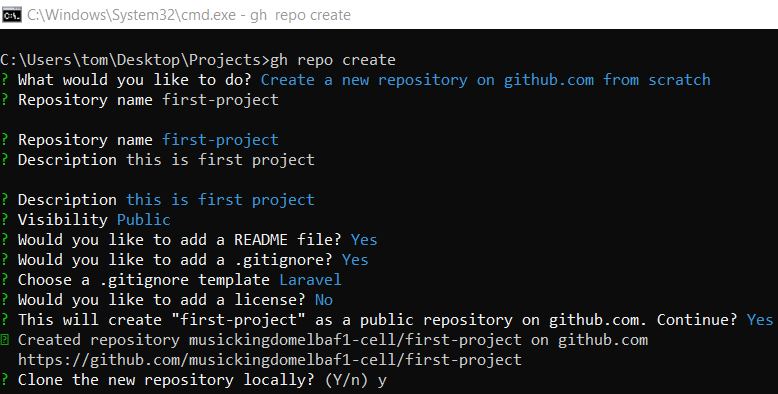 C:\Windows\System32\cmd.exe - gh repo create
C:\Users\tom\Desktop\Projects>gh repo create
? What would you like to do? Create a new repository on github.com from scratch
? Repository name first-project
? Repository name first-project
? Description this is first project
? Description this is first project
? Visibility Public
? Would you like to add a README file? Yes
? Would you like to add a .gitignore? Yes
? Choose a .gitignore template Laravel
? Would you like to add a license? No
? This will create "first-project" as a public repository on github.com. Continue? Yes
Created repository musickingdomelbaf1-cell/first-project on github.com
https://github.com/musickingdomelbaf1-cell/first-project
? Clone the new repository locally? (Y/n) y